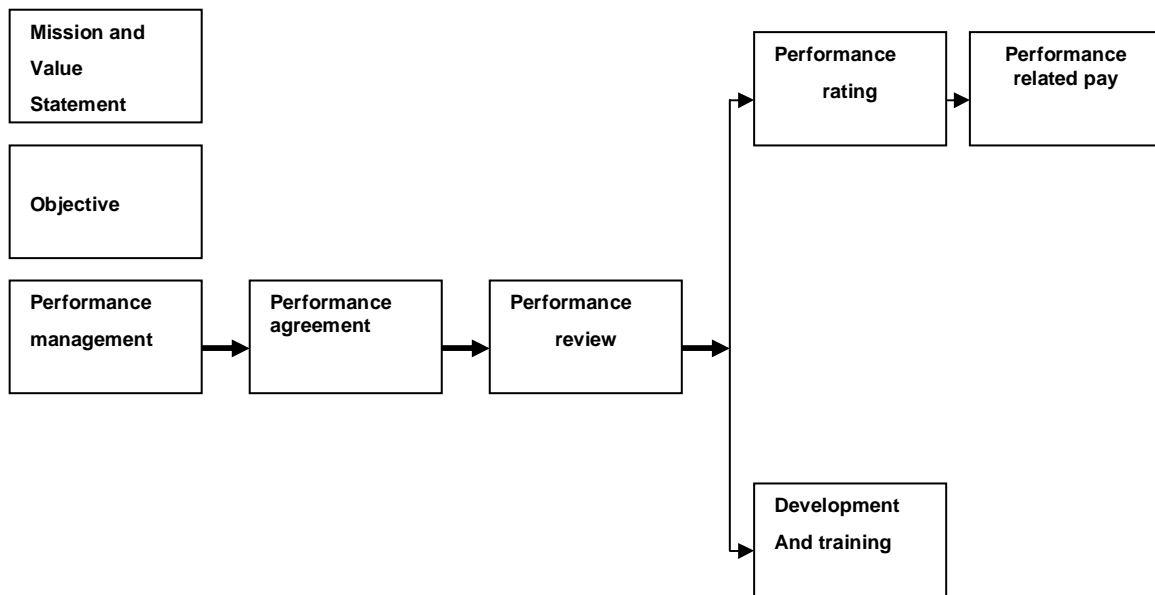 Mission and
Value
Statement
Objective
Performance
management
Performance
agreement
Performance
review
Performance
rating
Performance
related pay
Development
And training